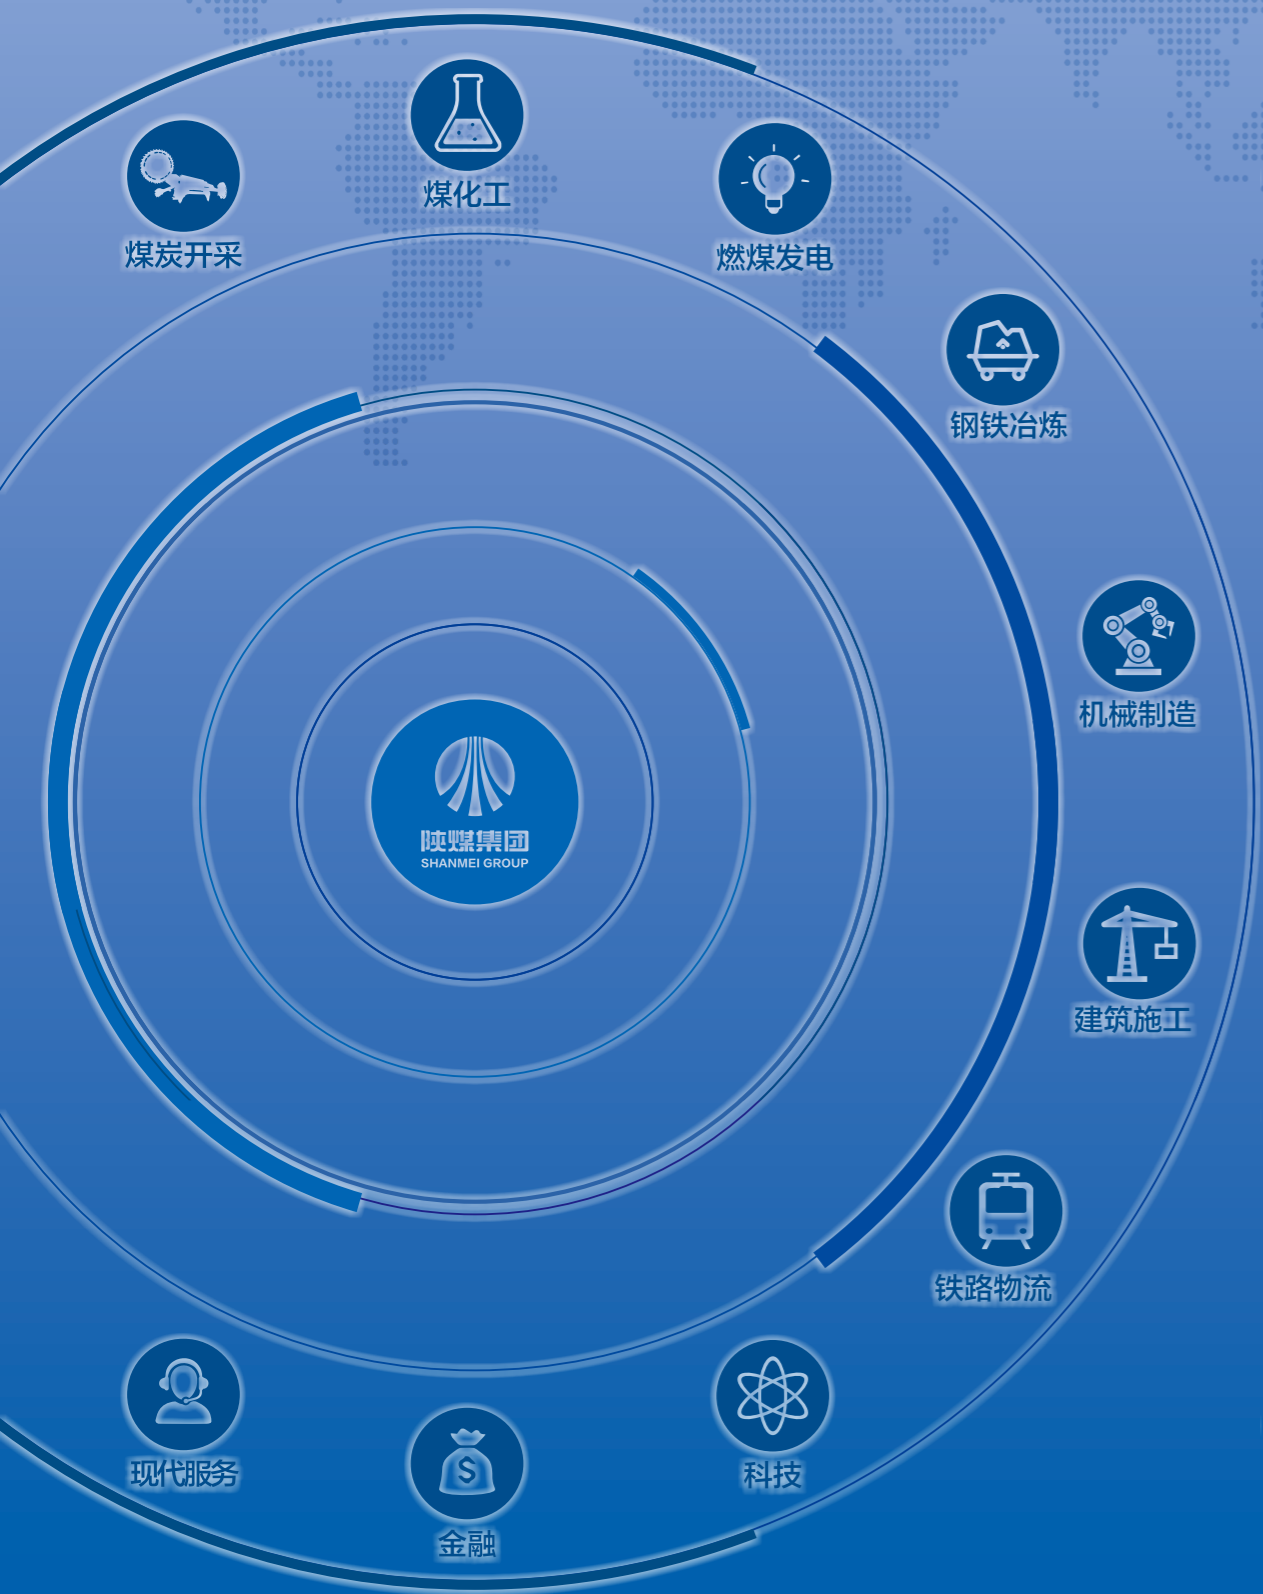 煤化工
煤炭开采
燃煤发电
钢铁冶炼
机械制造
陕煤集团
SHANMEI GROUP
建筑施工
铁路物流
现代服务
科技
金融